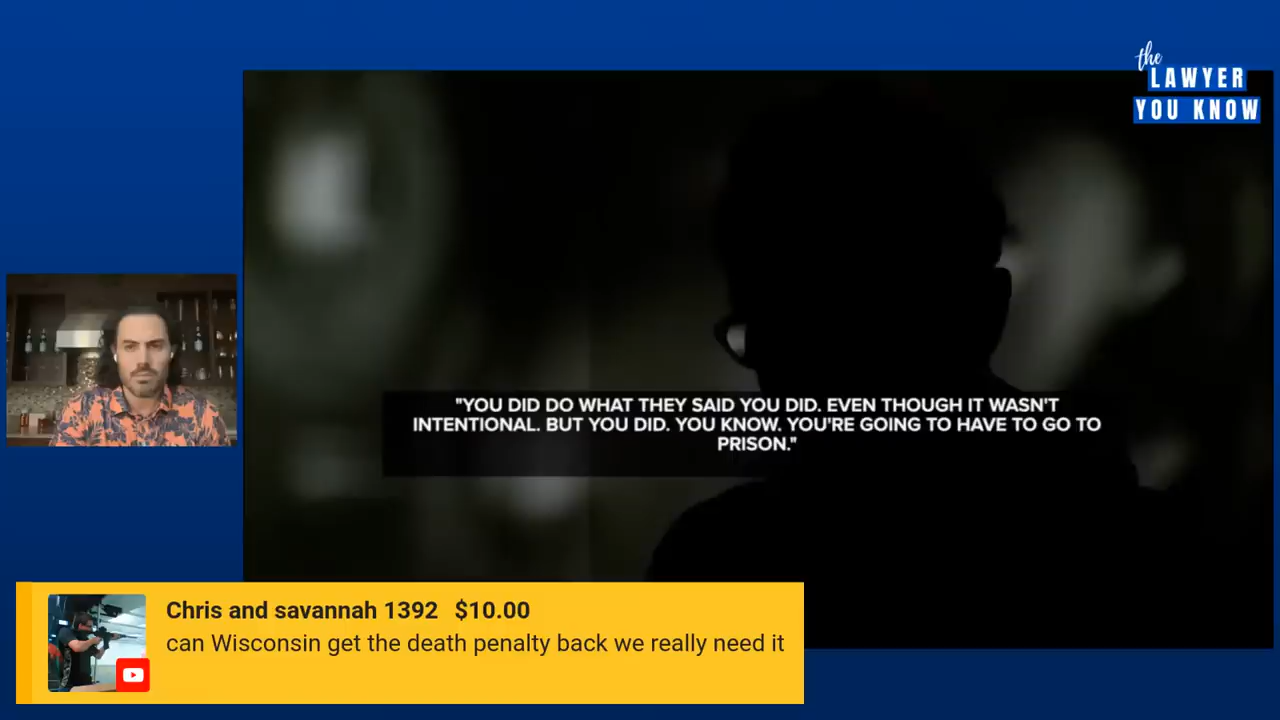 the
LAWYER
YOU KNOW
"YOU DID DO WHAT THEY SAID YOU DID. EVEN THOUGH IT WASN'T
INTENTIONAL. BUT YOU DID. YOU KNOW. YOU'RE GOING TO HAVE TO GO TO
PRISON."
Chris and savannah 1392 $10.00
can Wisconsin get the death penalty back we really need it